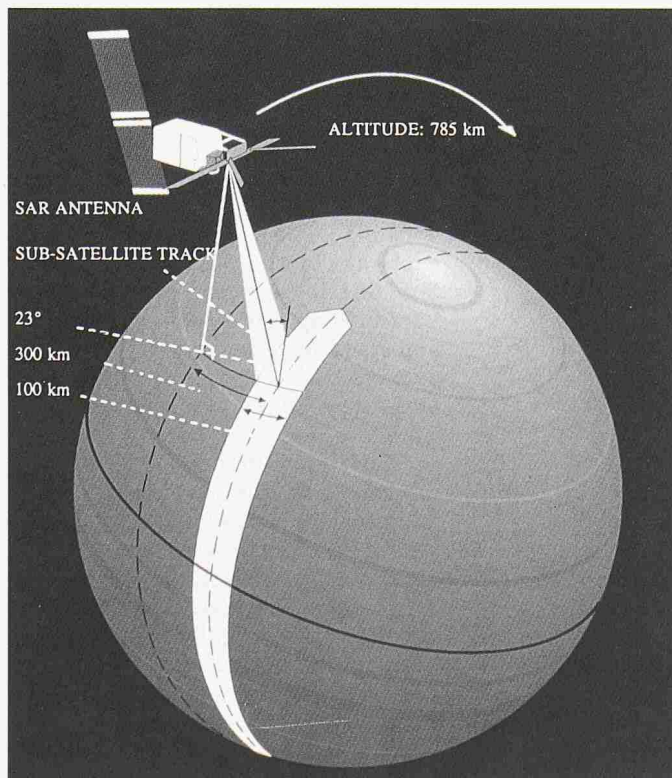 ALTITUDE: 785 km
SAR ANTENNA
SUB-SATELLITE TRACK
23°
300 km
100 km